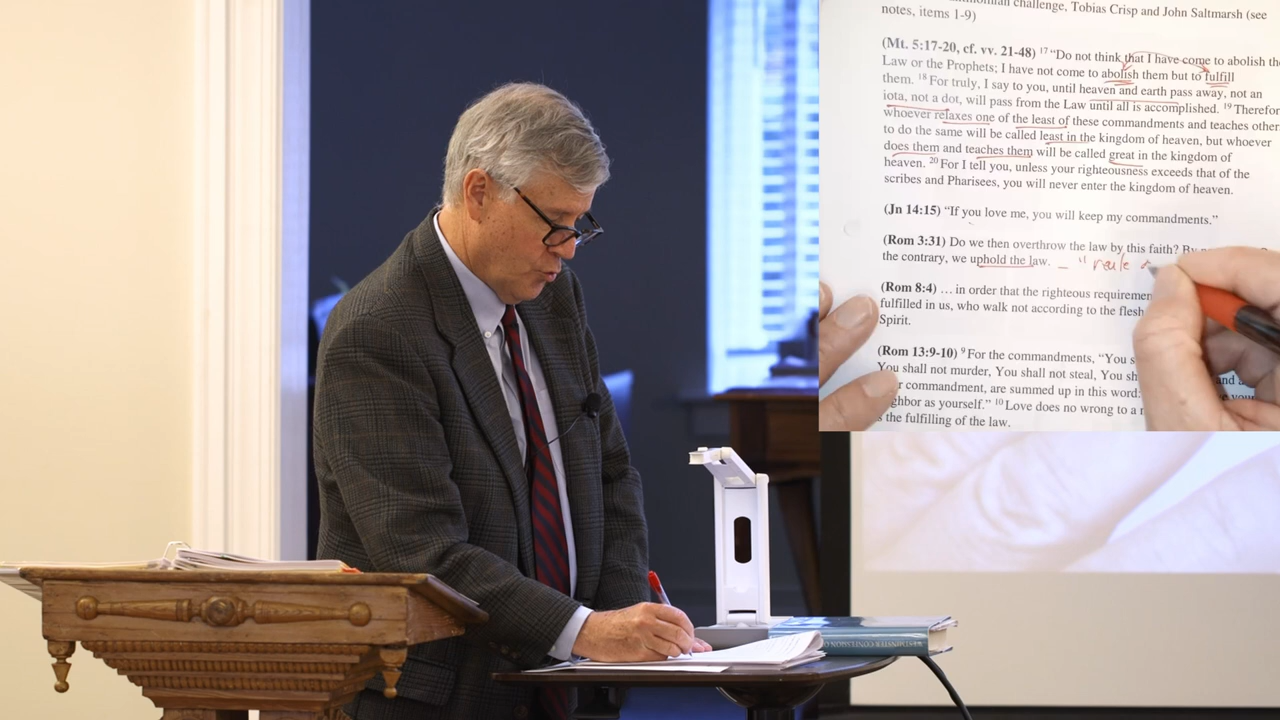 challenge, Tobias Crisp and John Saltmarsh (see
notes, items 1-9)
(Mt. 5:17-20, cf. vv. 21-48) 17 “Do not think that I have come to abolish the
Law or the Prophets; I have not come to abolish them but to fulfill
them. 18 For truly, I say to you, until heaven and earth pass away, not an
iota, not a dot, will pass from the Law until all is accomplished. 19 Therefor
whoever relaxes one of the least of these commandments and teaches other
to do the same will be called least in the kingdom of heaven, but whoever
does them and teaches them will be called great in the kingdom of
heaven. 20 For I tell you, unless your righteousness exceeds that of the
scribes and Pharisees, you will never enter the kingdom of heaven.
(Jn 14:15) “If you love me, you will keep my commandments.”
(Rom 3:31) Do we then overthrow the law by this faith? By
the contrary, we uphold the law. – "
(Rom 8:4) … in order that the righteous requiremen
fulfilled in us, who walk not according to the flesh
Spirit.
(Rom 13:9-10) 9 For the commandments, “You s
You shall not murder, You shall not steal, You sh
commandment, are summed up in this word:
ghbor as yourself.” 10 Love does no wrong to a
the fulfilling of the law.
WESTMINSTER CONFESSION